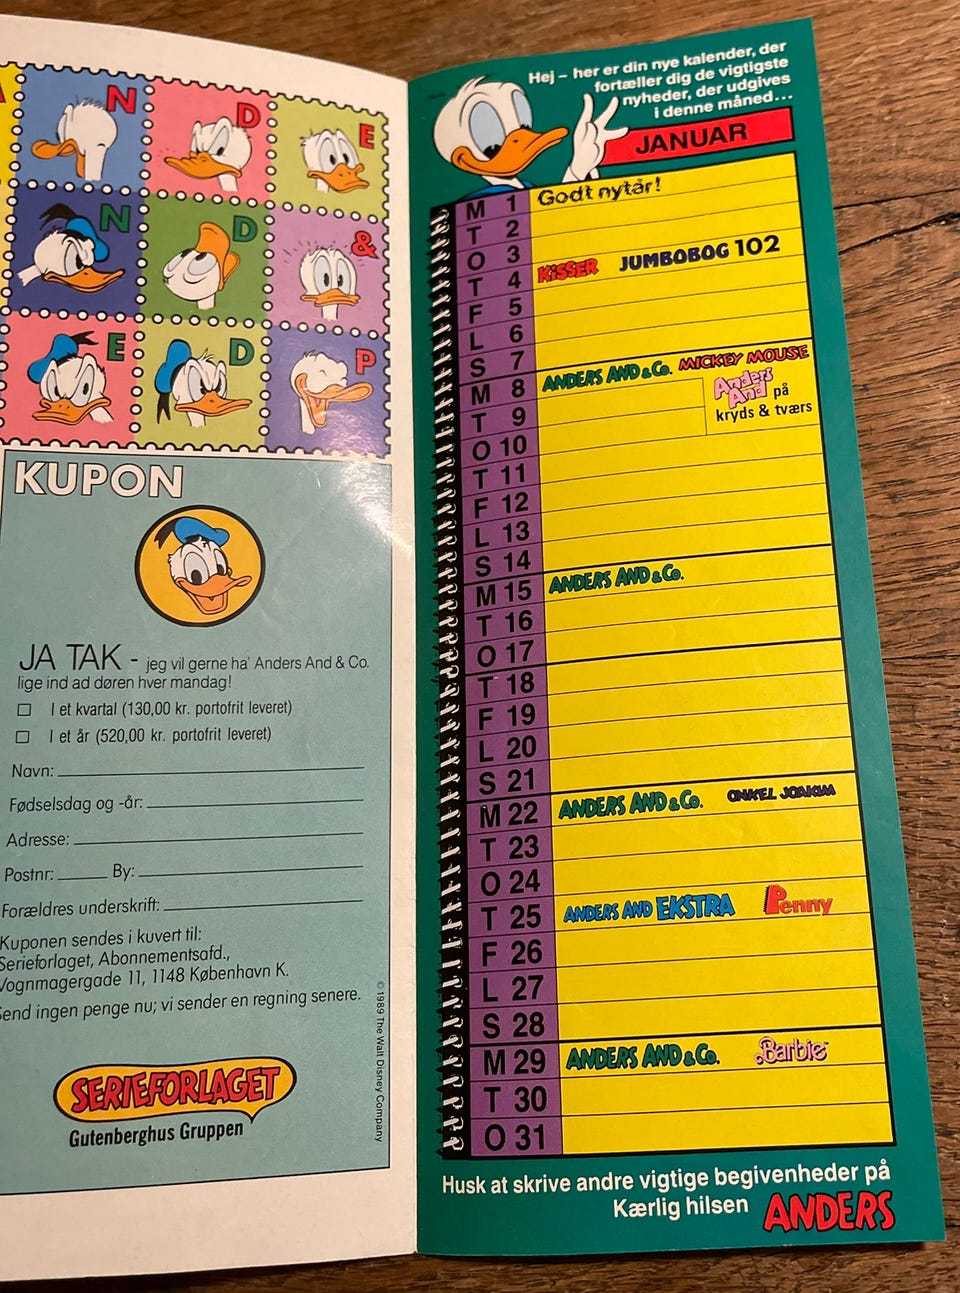 A N D E
N D &
E D P
KUPON
JA TAK - jeg vil gerne ha' Anders And & Co.
lige ind ad døren hver mandag!
I et kvartal (130,00 kr. portofrit leveret)
I et år (520,00 kr. portofrit leveret)
Navn:
Fødselsdag og -år:
Adresse:
Postnr: By:
Forældres underskrift:
Kuponen sendes i kuvert til:
Serieforlaget, Abonnementsafd.,
Vognmagergade 11, 1148 København K.
Send ingen penge nu; vi sender en regning senere.
© 1989 The Walt Disney Company
SERIEFORLAGET
Gutenberghus Gruppen
Hej – her er din nye kalender, der
fortæller dig de vigtigste
nyheder, der udgives
i denne måned...
JANUAR
M 1 Godt nytår!
T 2
O 3
T 4 KiSSER JUMBOBOG 102
F 5
L 6
S 7
M 8 ANDERS AND & Co. MICKEY MOUSE
Anders And på
T 9 kryds & tværs
O 10
T 11
F 12
L 13
S 14
M 15 ANDERS AND & Co.
T 16
O 17
T 18
F 19
L 20
S 21
M 22 ANDERS AND & Co. ONKEL JOAKIM
T 23
O 24
T 25 ANDERS AND EKSTRA Penny
F 26
L 27
S 28
M 29 ANDERS AND & Co. Barbie
T 30
O 31
Husk at skrive andre vigtige begivenheder på
Kærlig hilsen ANDERS